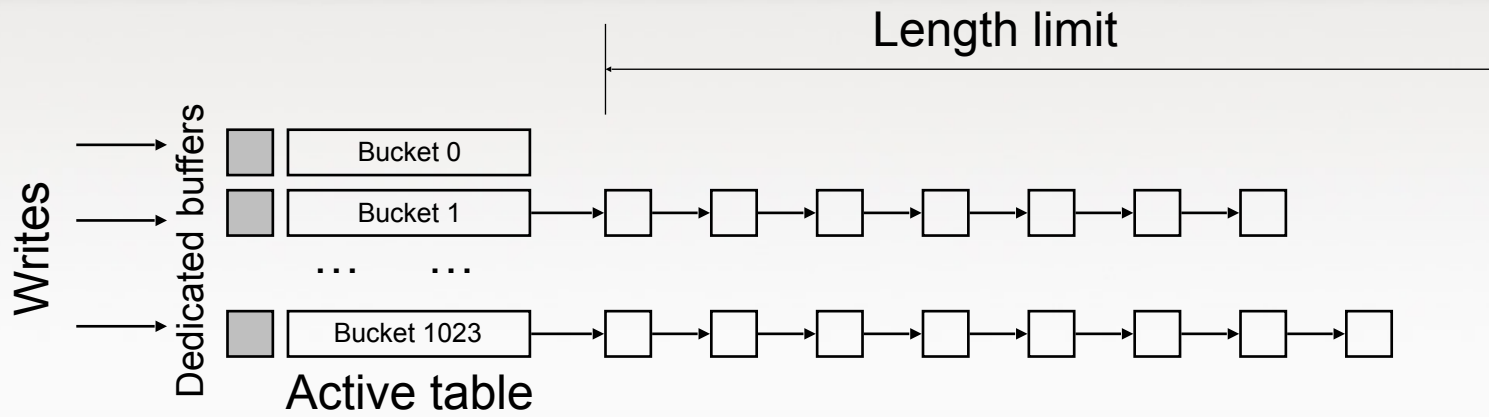 Length limit
Writes
Dedicated buffers
Bucket 0
Bucket 1
... ...
Bucket 1023
Active table